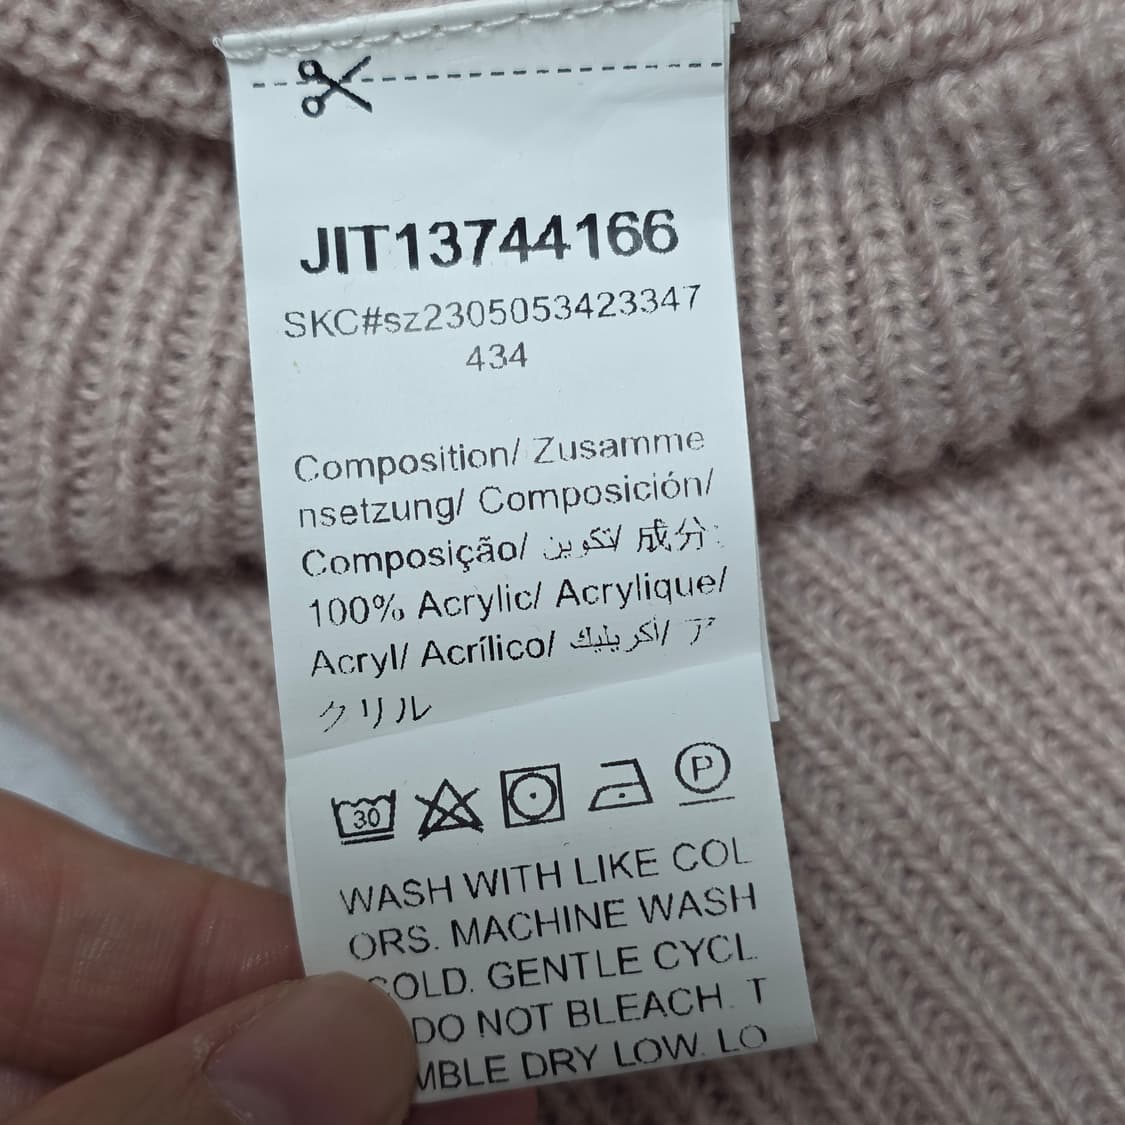 JIT13744166
SKC#sz2305053423347
434
Composition/ Zusamme
nsetzung/ Composición/
Composição/ تكوين/ 成分:
100% Acrylic/ Acrylique/
Acryl/ Acrílico/ أكريليك/ ア
クリル
30 P
WASH WITH LIKE COL
ORS. MACHINE WASH
COLD. GENTLE CYCL
DO NOT BLEACH. T
MBLE DRY LOW. LO